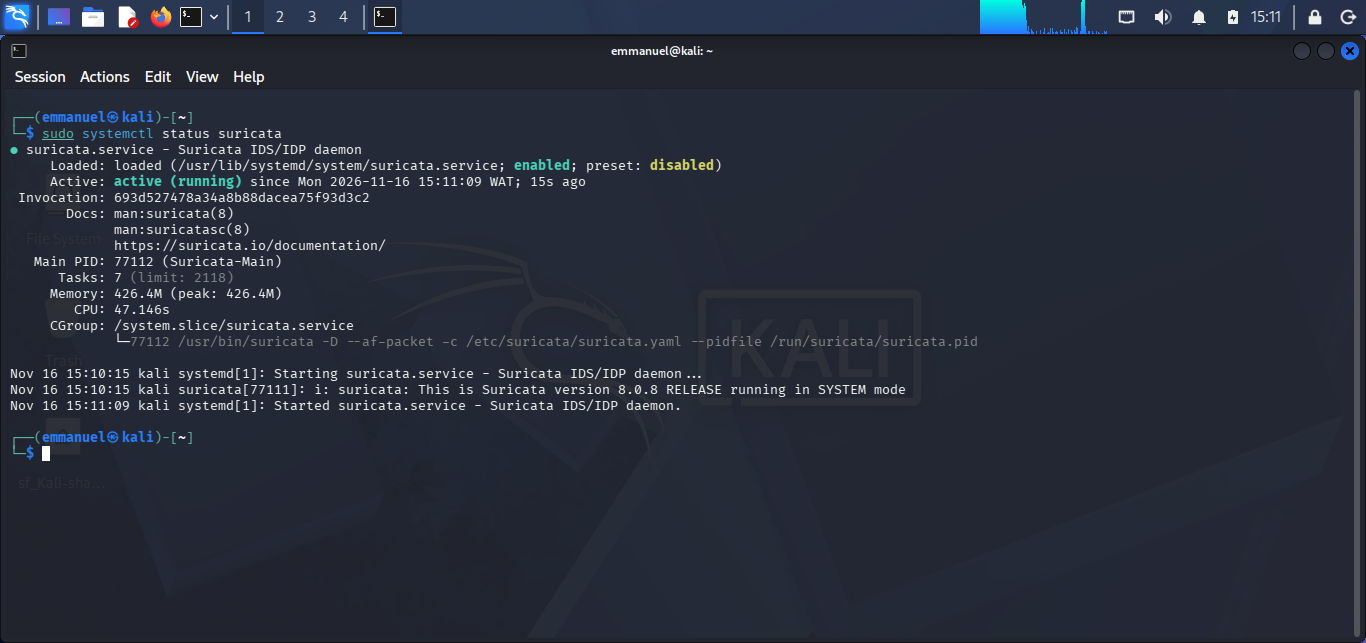 1 2 3 4 15:11
emmanuel@kali: ~
Session Actions Edit View Help
┌──(emmanuel㉿kali)-[~]
└─$ sudo systemctl status suricata
● suricata.service - Suricata IDS/IDP daemon
Loaded: loaded (/usr/lib/systemd/system/suricata.service; enabled; preset: disabled)
Active: active (running) since Mon 2026-11-16 15:11:09 WAT; 15s ago
Invocation: 693d527478a34a8b88dacea75f93d3c2
Docs: man:suricata(8)
man:suricatasc(8)
https://suricata.io/documentation/
Main PID: 77112 (Suricata-Main)
Tasks: 7 (limit: 2118)
Memory: 426.4M (peak: 426.4M)
CPU: 47.146s
CGroup: /system.slice/suricata.service
└─77112 /usr/bin/suricata -D --af-packet -c /etc/suricata/suricata.yaml --pidfile /run/suricata/suricata.pid
Nov 16 15:10:15 kali systemd[1]: Starting suricata.service - Suricata IDS/IDP daemon...
Nov 16 15:10:15 kali suricata[77111]: i: suricata: This is Suricata version 8.0.8 RELEASE running in SYSTEM mode
Nov 16 15:11:09 kali systemd[1]: Started suricata.service - Suricata IDS/IDP daemon.
┌──(emmanuel㉿kali)-[~]
└─$
File System
Trash
sf_Kali-sha...
KALI